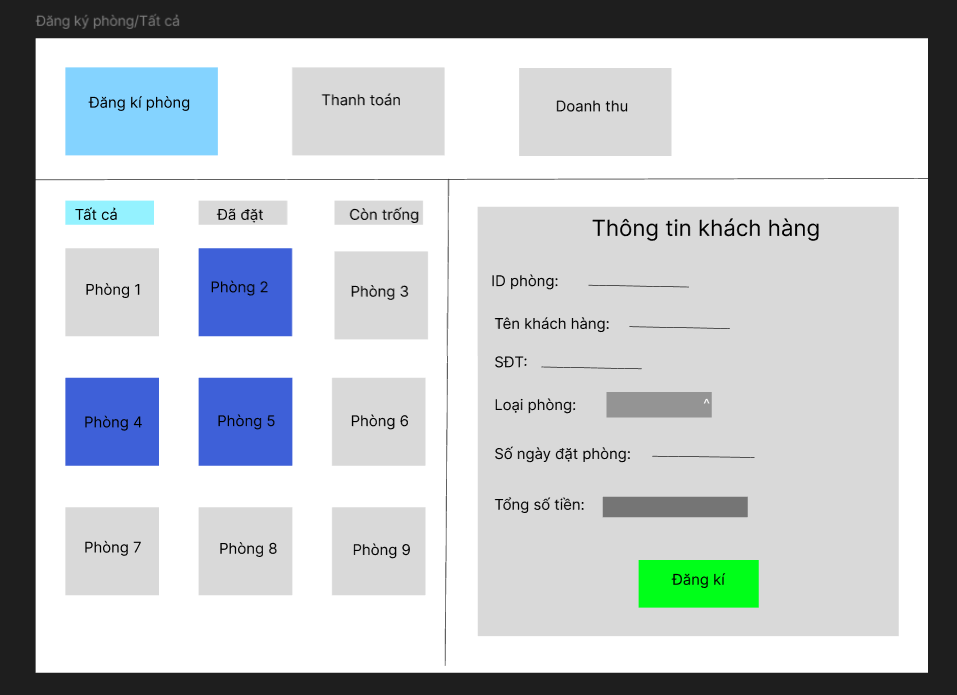 Đăng ký phòng/Tất cả
Đăng kí phòng
Thanh toán
Doanh thu
Tất cả
Đã đặt
Còn trống
Phòng 1
Phòng 2
Phòng 3
Phòng 4
Phòng 5
Phòng 6
Phòng 7
Phòng 8
Phòng 9
Thông tin khách hàng
ID phòng:
Tên khách hàng:
SĐT:
Loại phòng:
^
Số ngày đặt phòng:
Tổng số tiền:
Đăng kí